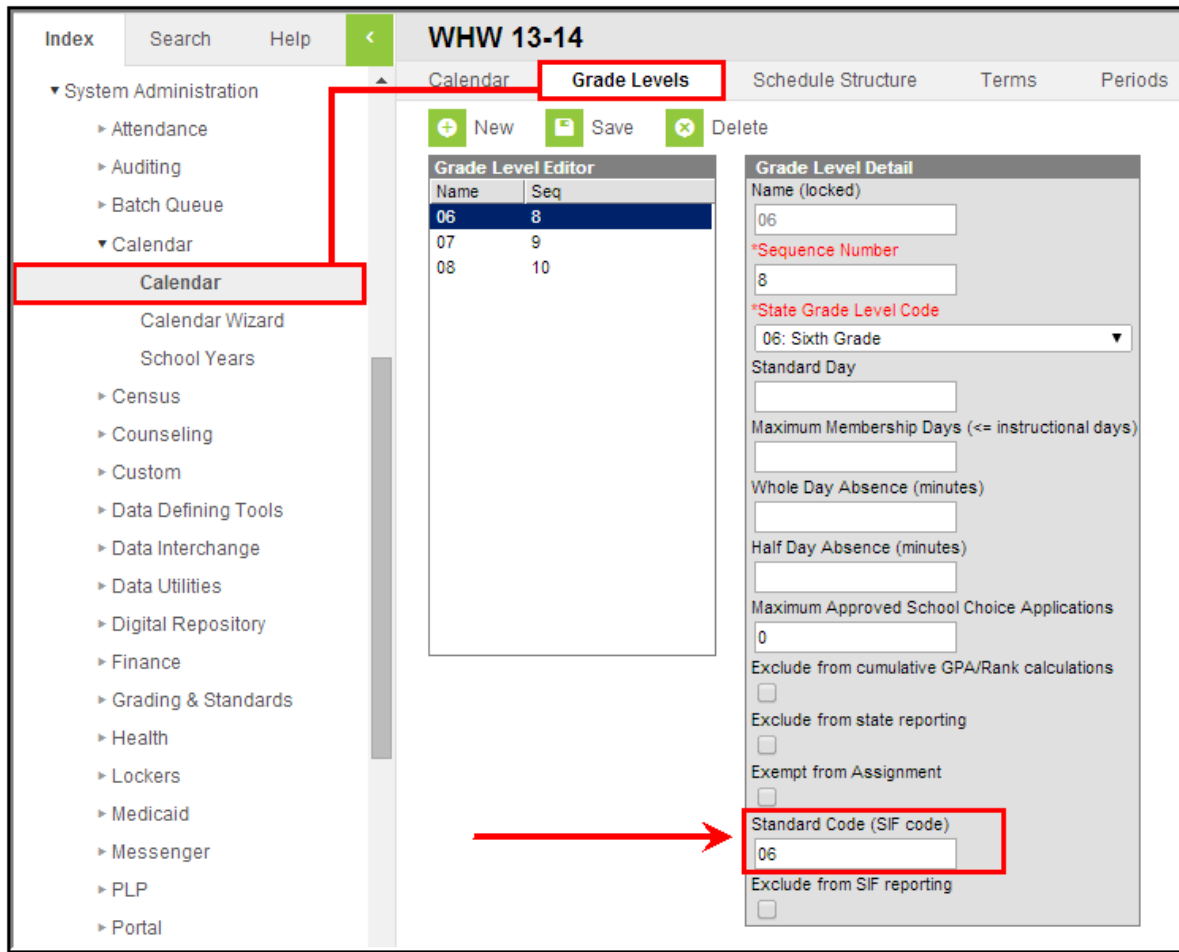 Index Search Help
System Administration
Attendance
Auditing
Batch Queue
Calendar
Calendar
Calendar Wizard
School Years
Census
Counseling
Custom
Data Defining Tools
Data Interchange
Data Utilities
Digital Repository
Finance
Grading & Standards
Health
Lockers
Medicaid
Messenger
PLP
Portal
WHW 13-14
Calendar Grade Levels Schedule Structure Terms Periods
New Save Delete
Grade Level Editor
Name Seq
06 8
07 9
08 10
Grade Level Detail
Name (locked)
06
*Sequence Number
8
*State Grade Level Code
06: Sixth Grade
Standard Day
Maximum Membership Days (<= instructional days)
Whole Day Absence (minutes)
Half Day Absence (minutes)
Maximum Approved School Choice Applications
0
Exclude from cumulative GPA/Rank calculations
Exclude from state reporting
Exempt from Assignment
Standard Code (SIF code)
06
Exclude from SIF reporting